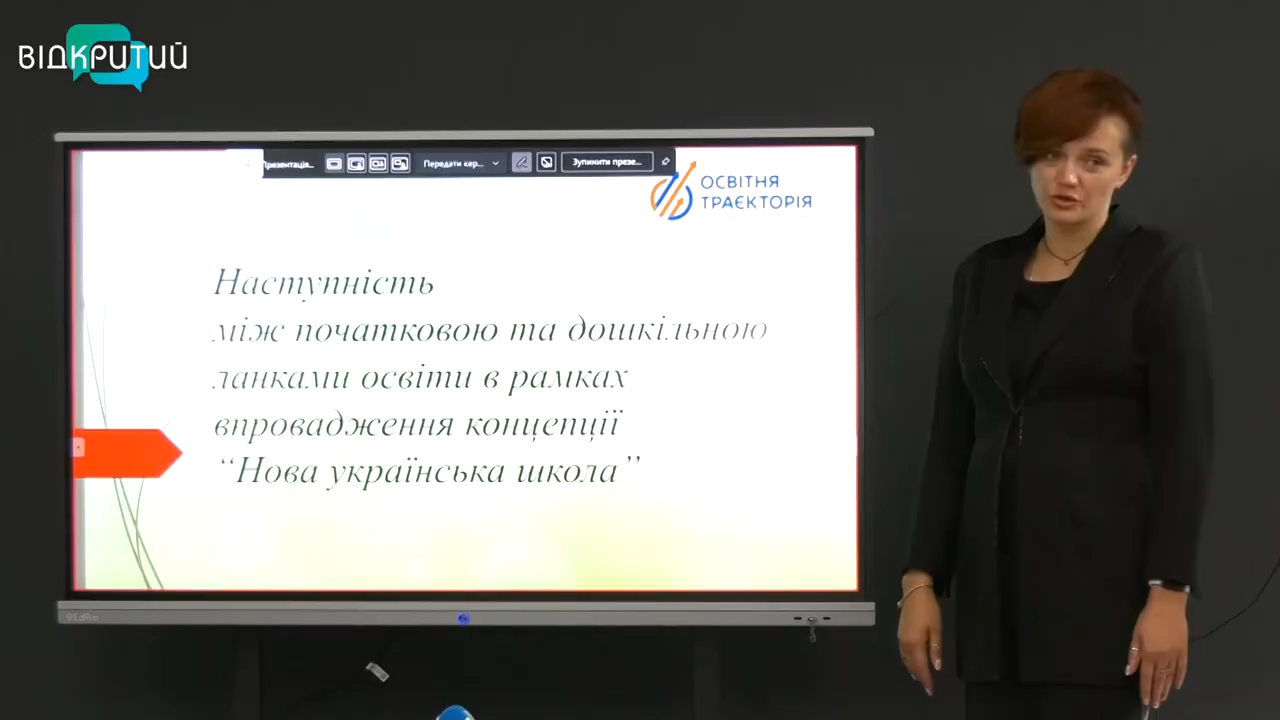 ВІДКРИТИЙ
Презентація...
Передати кер...
Зупинити презе...
ОСВІТНЯ
ТРАЄКТОРІЯ
Наступність
між початковою та дошкільною
ланками освіти в рамках
впровадження концепції
“Нова українська школа”
EdPro